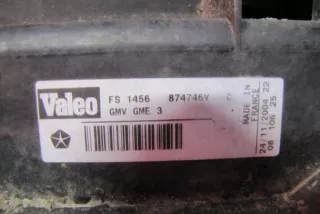 Valeo
FS 1456 874746V C
GMV GME 3
MADE IN
FRANCE
24/11/2004 22
08 106 25